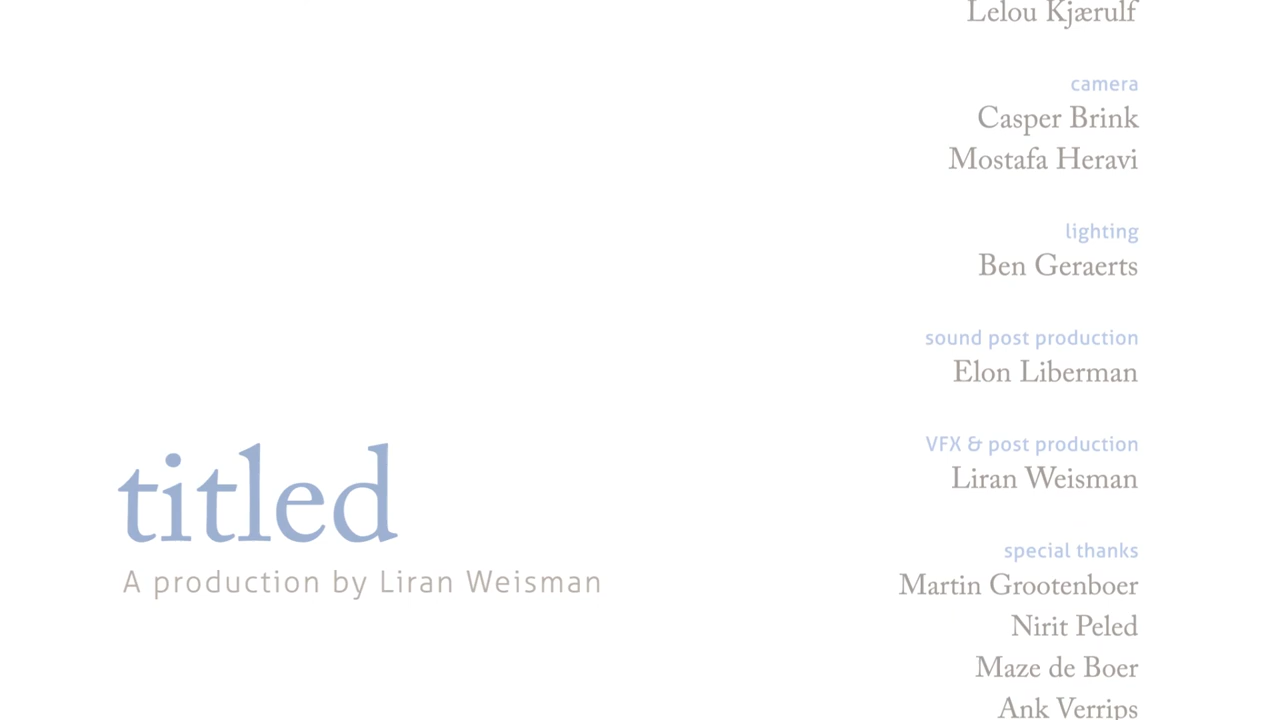 Lelou Kjærulf
camera
Casper Brink
Mostafa Heravi
lighting
Ben Geraerts
sound post production
Elon Liberman
VFX & post production
Liran Weisman
special thanks
Martin Grootenboer
Nirit Peled
Maze de Boer
Ank Verrips
titled
A production by Liran Weisman